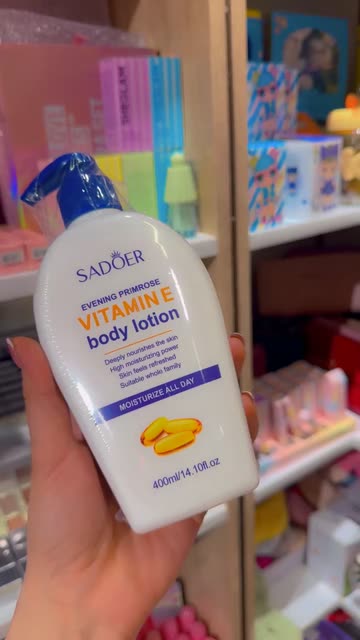 SADOER
EVENING PRIMROSE
VITAMIN E
body lotion
Deeply nourishes the skin
High moisturizing power
Skin feels refreshed
Suitable whole family
MOISTURIZE ALL DAY
400ml/14.10fl.oz